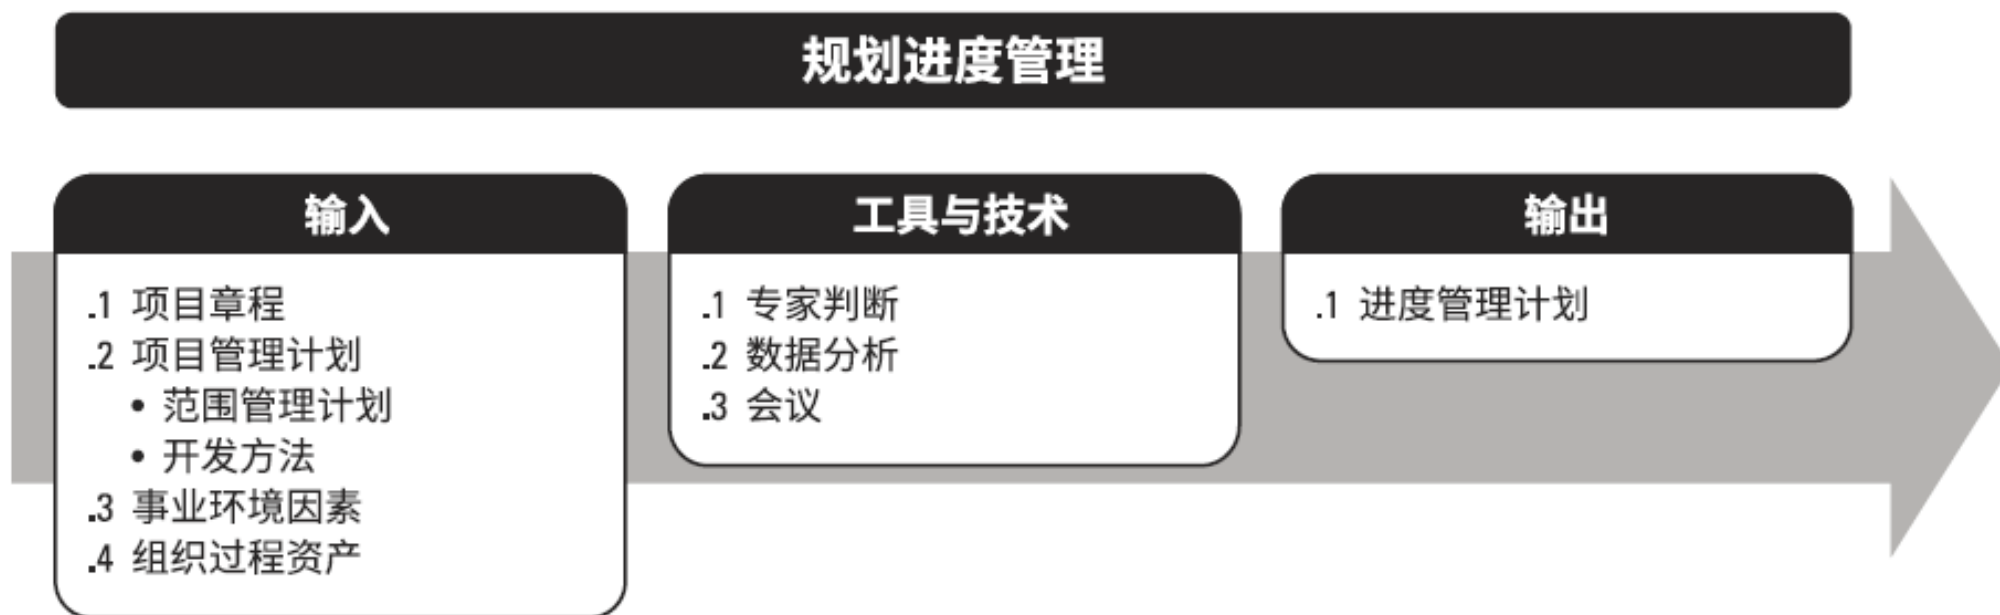 规划进度管理
输入
.1 项目章程
.2 项目管理计划
• 范围管理计划
• 开发方法
.3 事业环境因素
.4 组织过程资产
工具与技术
.1 专家判断
.2 数据分析
.3 会议
输出
.1 进度管理计划